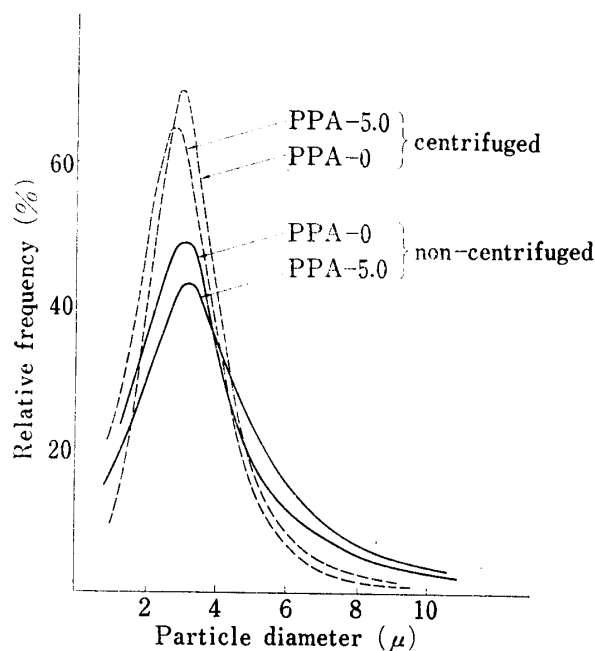 Relative frequency (%)
60
40
20
PPA-5.0
PPA-0
centrifuged
PPA-0
PPA-5.0
non-centrifuged
2 4 6 8 10
Particle diameter (μ)